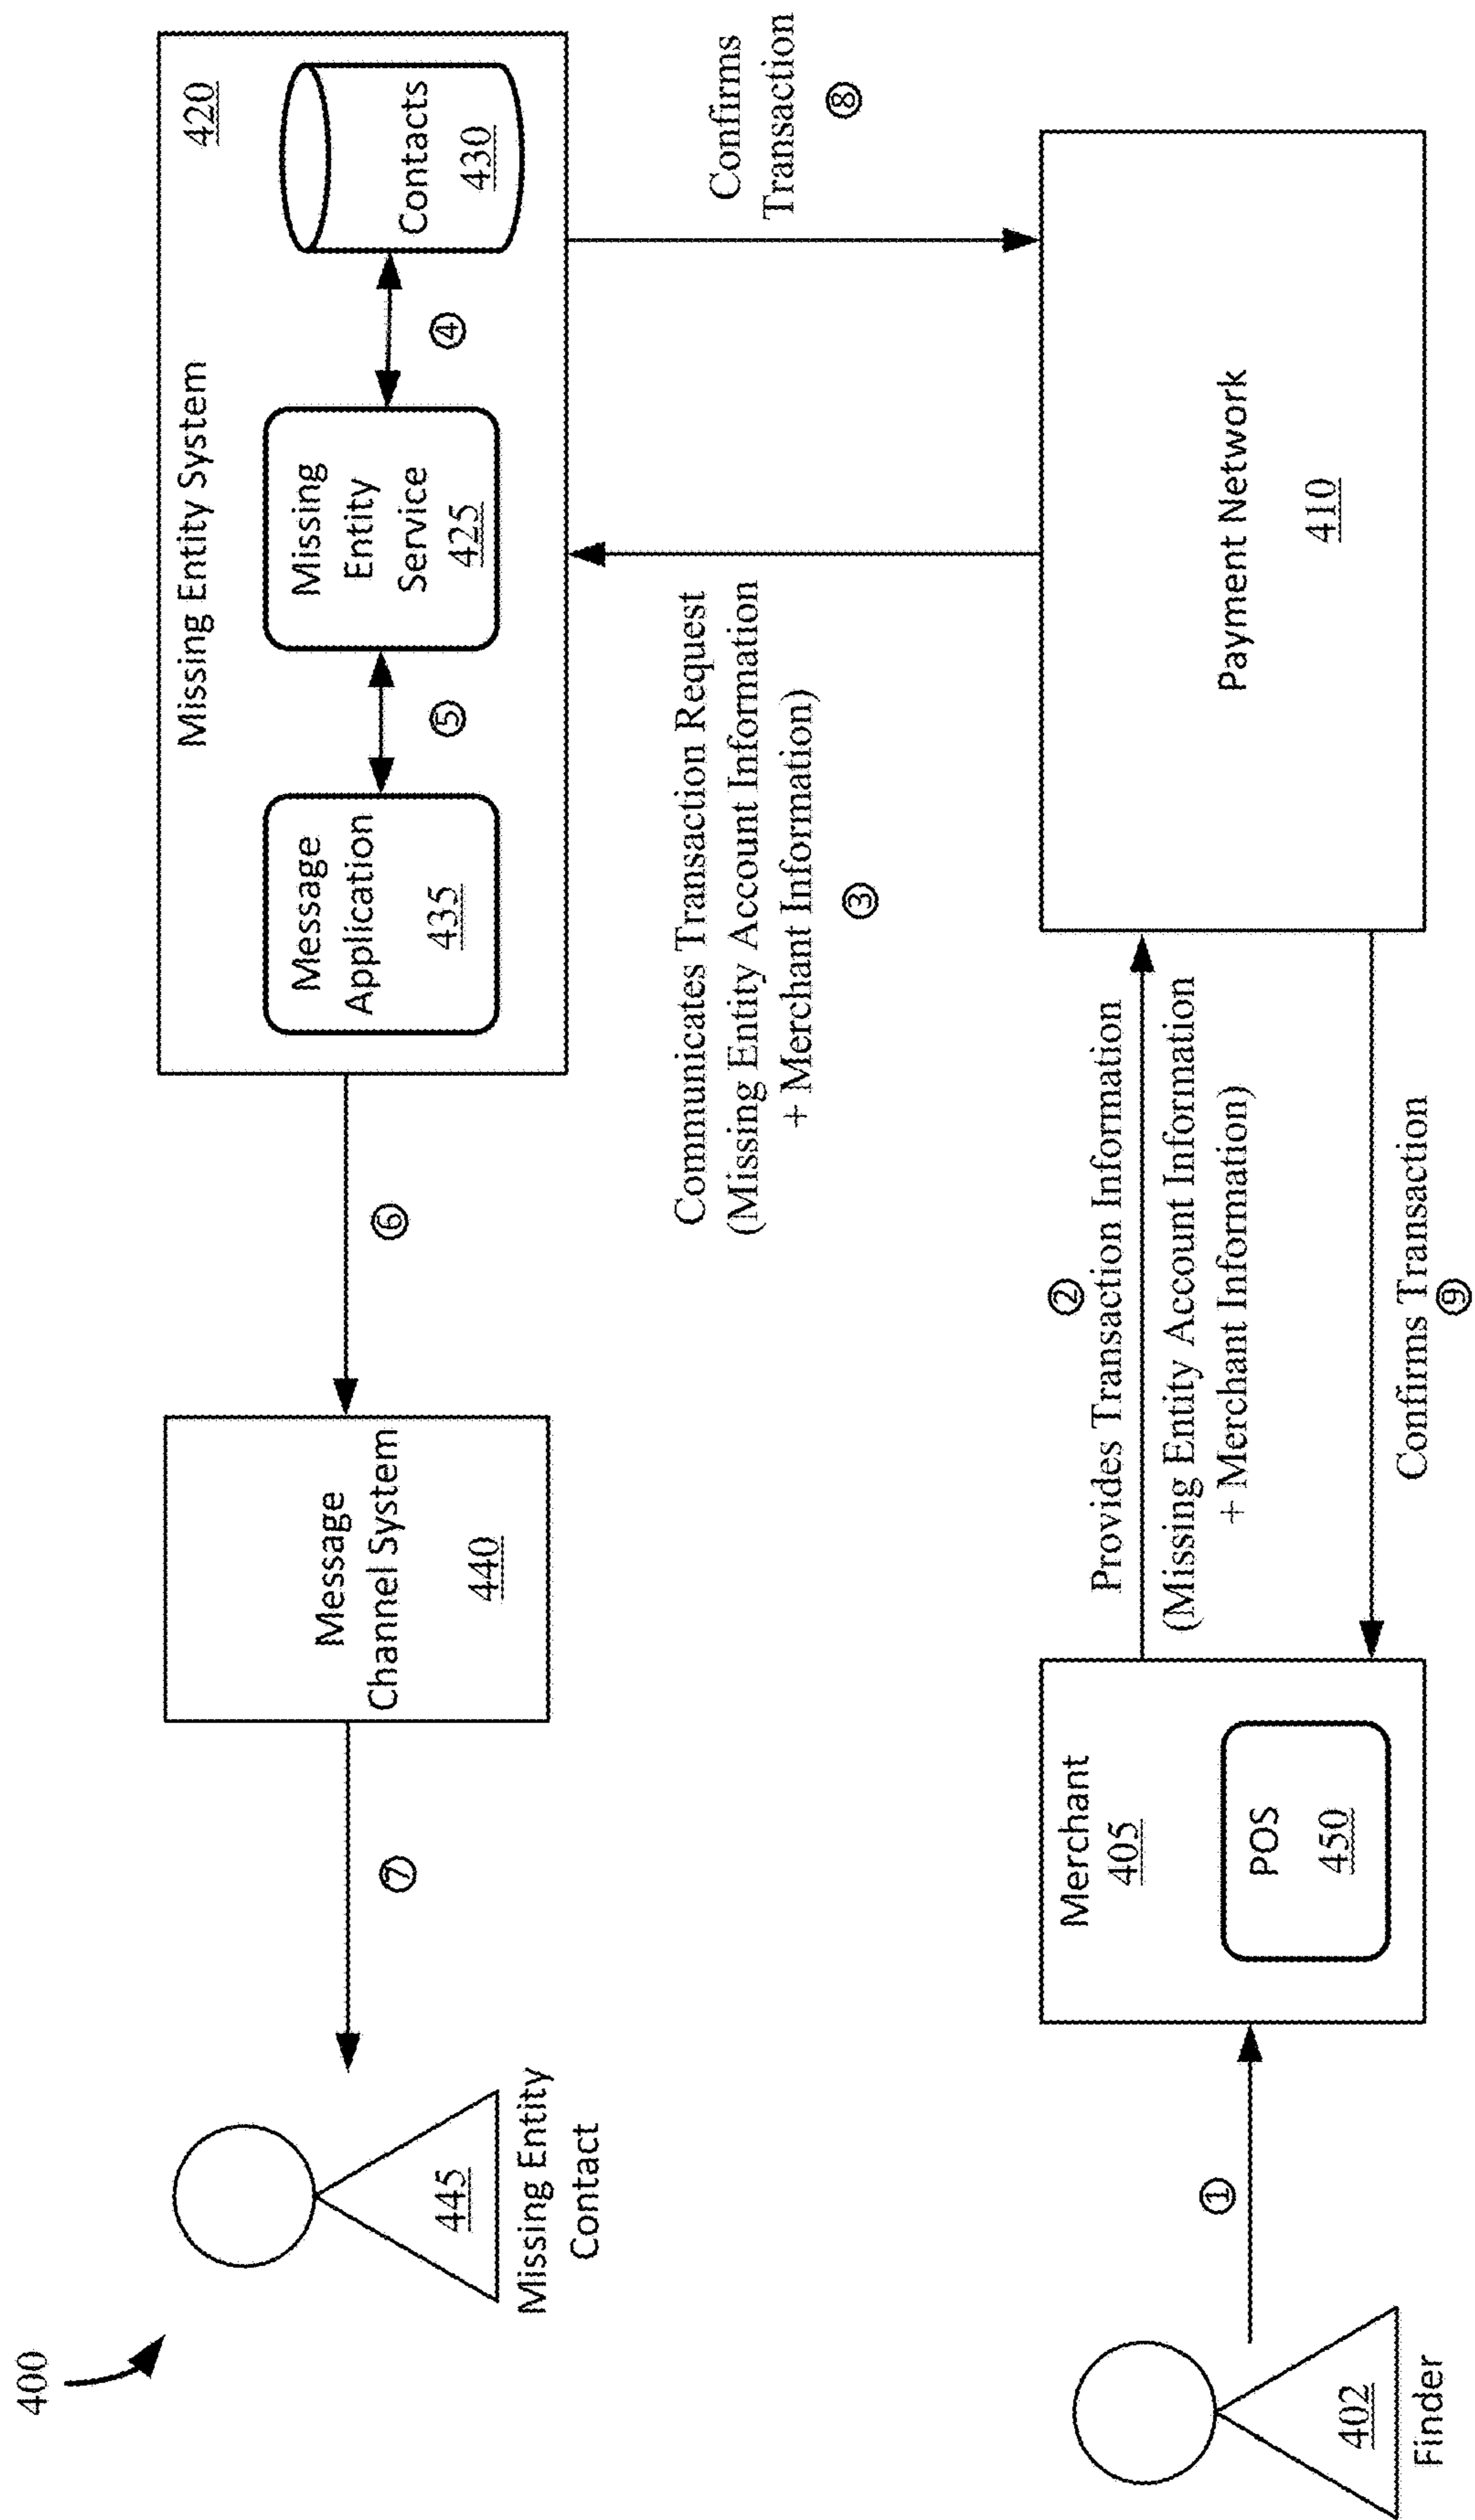 400
Missing Entity System
420
Message
Application
435
⑤
Missing
Entity
Service
425
④
Contacts
430
⑥
Message
Channel System
440
⑦
445
Missing Entity
Contact
Communicates Transaction Request
(Missing Entity Account Information
+ Merchant Information)
③
Confirms
Transaction
⑧
402
Finder
①
Merchant
405
POS
450
②
Provides Transaction Information
(Missing Entity Account Information
+ Merchant Information)
Confirms Transaction
⑨
Payment Network
410